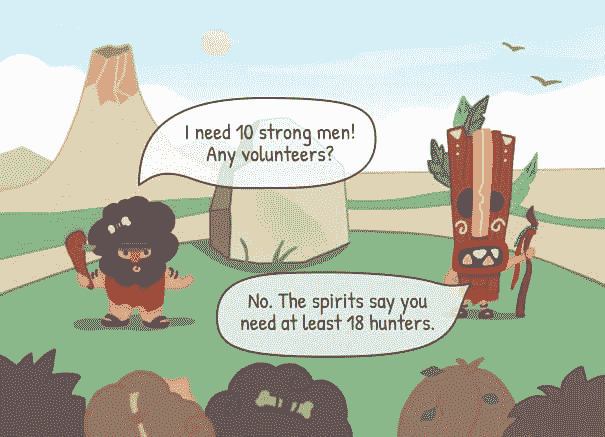 I need 10 strong men!
Any volunteers?
No. The spirits say you
need at least 18 hunters.